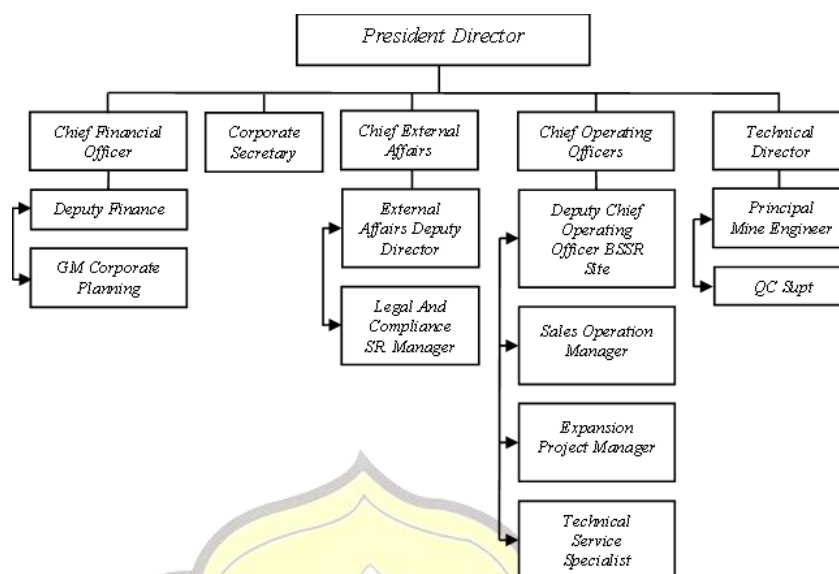 President Director
Chief Financial
Officer
Corporate
Secretary
Chief External
Affairs
Chief Operating
Officers
Technical
Director
Deputy Finance
GM Corporate
Planning
External
Affairs Deputy
Director
Legal And
Compliance
SR Manager
Deputy Chief
Operating
Officer BSSR
Site
Sales Operation
Manager
Expansion
Project Manager
Technical
Service
Specialist
Principal
Mine Engineer
QC Supt